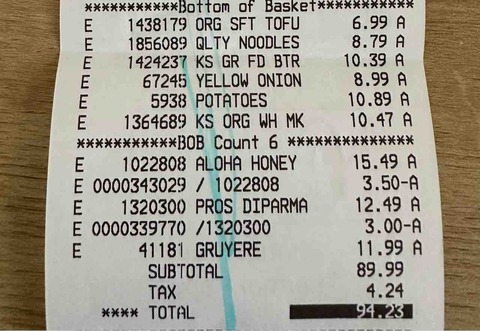 ***********Bottom of Basket***********
E 1438179 ORG SFT TOFU 6.99 A
E 1856089 QLTY NOODLES 8.79 A
E 1424237 KS GR FD BTR 10.39 A
E 67245 YELLOW ONION 8.99 A
E 5938 POTATOES 10.89 A
E 1364689 KS ORG WH MK 10.47 A
***********BOB Count 6 **************
E 1022808 ALOHA HONEY 15.49 A
E 0000343029 / 1022808 3.50-A
E 1320300 PROS DIPARMA 12.49 A
E 0000339770 /1320300 3.00-A
E 41181 GRUYERE 11.99 A
SUBTOTAL 89.99
TAX 4.24
**** TOTAL 94.23